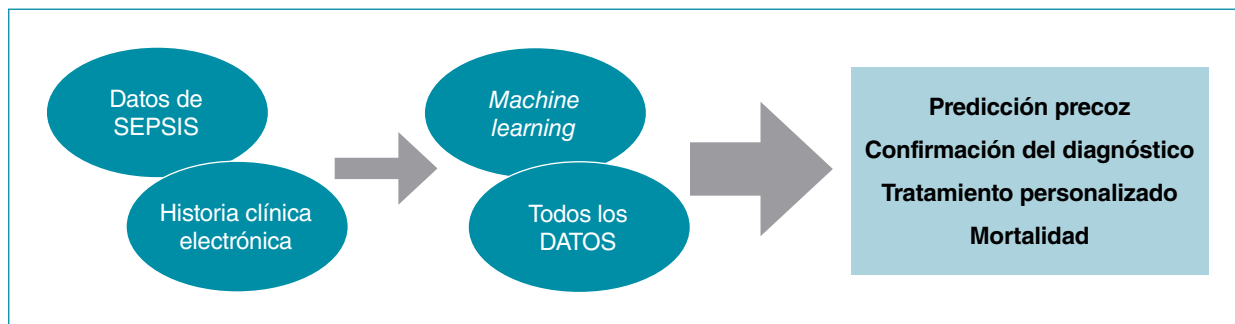 Datos de
SEPSIS
Historia clínica
electrónica
Machine
learning
Todos los
DATOS
Predicción precoz
Confirmación del diagnóstico
Tratamiento personalizado
Mortalidad